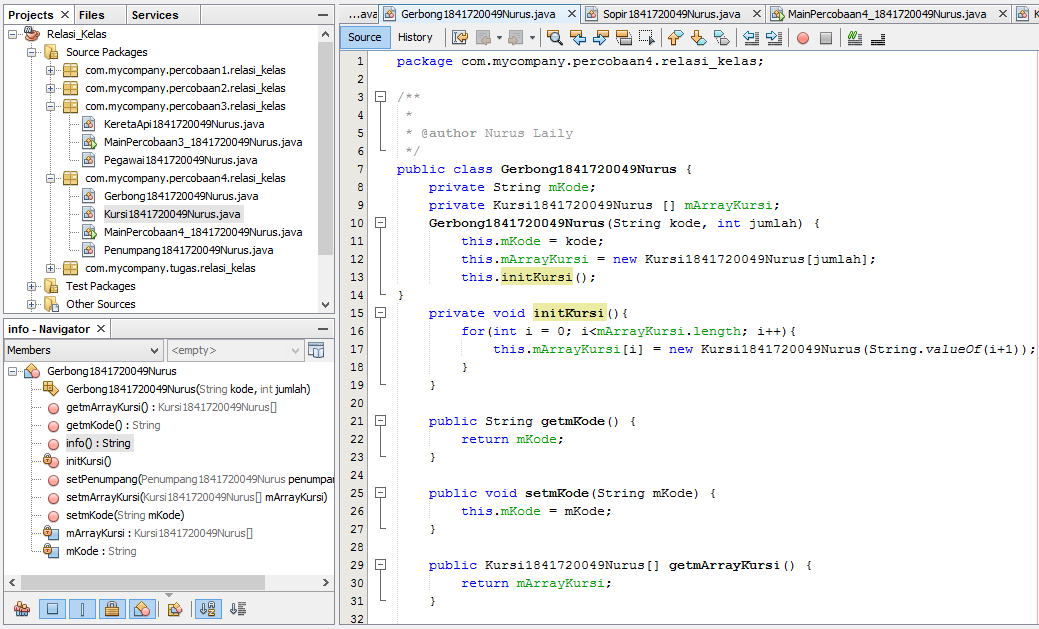 Projects × Files Services
Relasi_Kelas
Source Packages
com.mycompany.percobaan1.relasi_kelas
com.mycompany.percobaan2.relasi_kelas
com.mycompany.percobaan3.relasi_kelas
KeretaApi1841720049Nurus.java
MainPercobaan3_1841720049Nurus.java
Pegawai1841720049Nurus.java
com.mycompany.percobaan4.relasi_kelas
Gerbong1841720049Nurus.java
Kursi1841720049Nurus.java
MainPercobaan4_1841720049Nurus.java
Penumpang1841720049Nurus.java
com.mycompany.tugas.relasi_kelas
Test Packages
Other Sources
info - Navigator ×
Members <empty>
Gerbong1841720049Nurus
Gerbong1841720049Nurus(String kode, int jumlah)
getmArrayKursi() : Kursi1841720049Nurus[]
getmKode() : String
info() : String
initKursi()
setPenumpang(Penumpang1841720049Nurus penumpan
setmArrayKursi(Kursi1841720049Nurus[] mArrayKursi)
setmKode(String mKode)
mArrayKursi : Kursi1841720049Nurus[]
mKode : String
...ava Gerbong1841720049Nurus.java × Sopir1841720049Nurus.java × MainPercobaan4_1841720049Nurus.java × K
Source History
1 package com.mycompany.percobaan4.relasi_kelas;
2
3 /**
4 *
5 * @author Nurus Laily
6 */
7 public class Gerbong1841720049Nurus {
8 private String mKode;
9 private Kursi1841720049Nurus [] mArrayKursi;
10 Gerbong1841720049Nurus(String kode, int jumlah) {
11 this.mKode = kode;
12 this.mArrayKursi = new Kursi1841720049Nurus[jumlah];
13 this.initKursi();
14 }
15 private void initKursi(){
16 for(int i = 0; i<mArrayKursi.length; i++){
17 this.mArrayKursi[i] = new Kursi1841720049Nurus(String.valueOf(i+1));
18 }
19 }
20
21 public String getmKode() {
22 return mKode;
23 }
24
25 public void setmKode(String mKode) {
26 this.mKode = mKode;
27 }
28
29 public Kursi1841720049Nurus[] getmArrayKursi() {
30 return mArrayKursi;
31 }
32